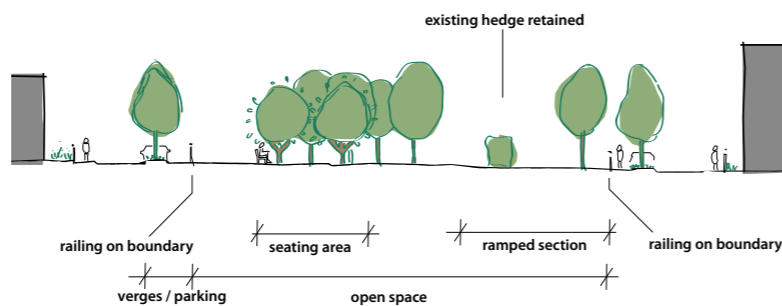 existing hedge retained
railing on boundary
seating area
ramped section
railing on boundary
verges / parking
open space